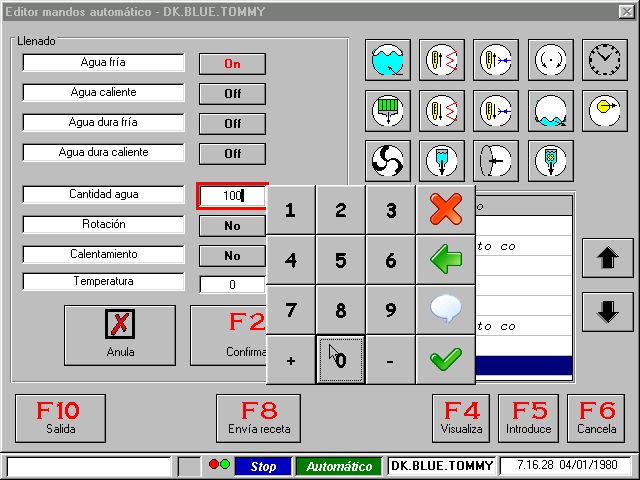 Editor mandos automático - DK.BLUE.TOMMY
Llenado
Agua fría On
Agua caliente Off
Agua dura fría Off
Agua dura caliente Off
Cantidad agua 100
Rotación No
Calentamiento No
Temperatura 0
Anula
F2
Confirma
1 2 3
4 5 6
7 8 9
+ 0 -
o
to co
to co
F10
Salida
F8
Envía receta
F4
Visualiza
F5
Introduce
F6
Cancela
Stop Automático DK.BLUE.TOMMY 7.16.28 04/01/1980